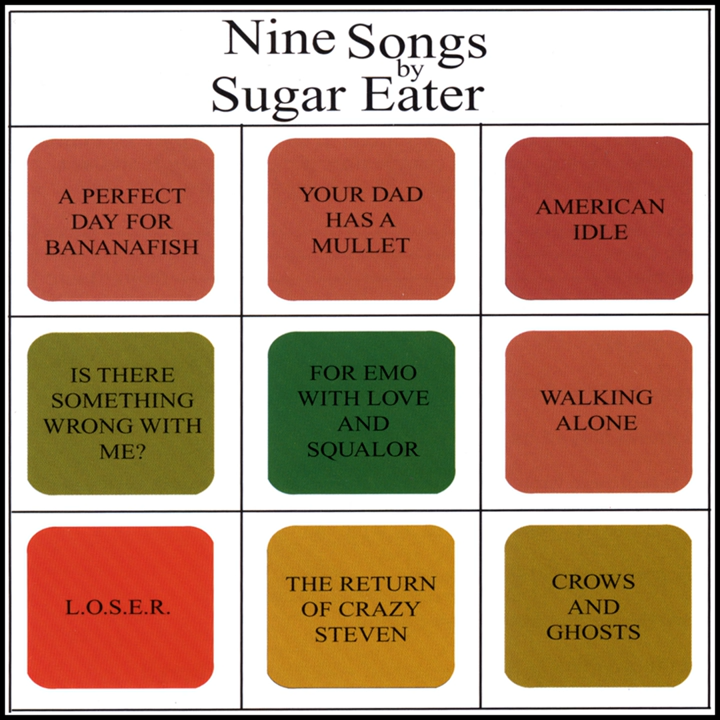 Nine Songs
by
Sugar Eater
A PERFECT
DAY FOR
BANANAFISH
YOUR DAD
HAS A
MULLET
AMERICAN
IDLE
IS THERE
SOMETHING
WRONG WITH
ME?
FOR EMO
WITH LOVE
AND
SQUALOR
WALKING
ALONE
L.O.S.E.R.
THE RETURN
OF CRAZY
STEVEN
CROWS
AND
GHOSTS